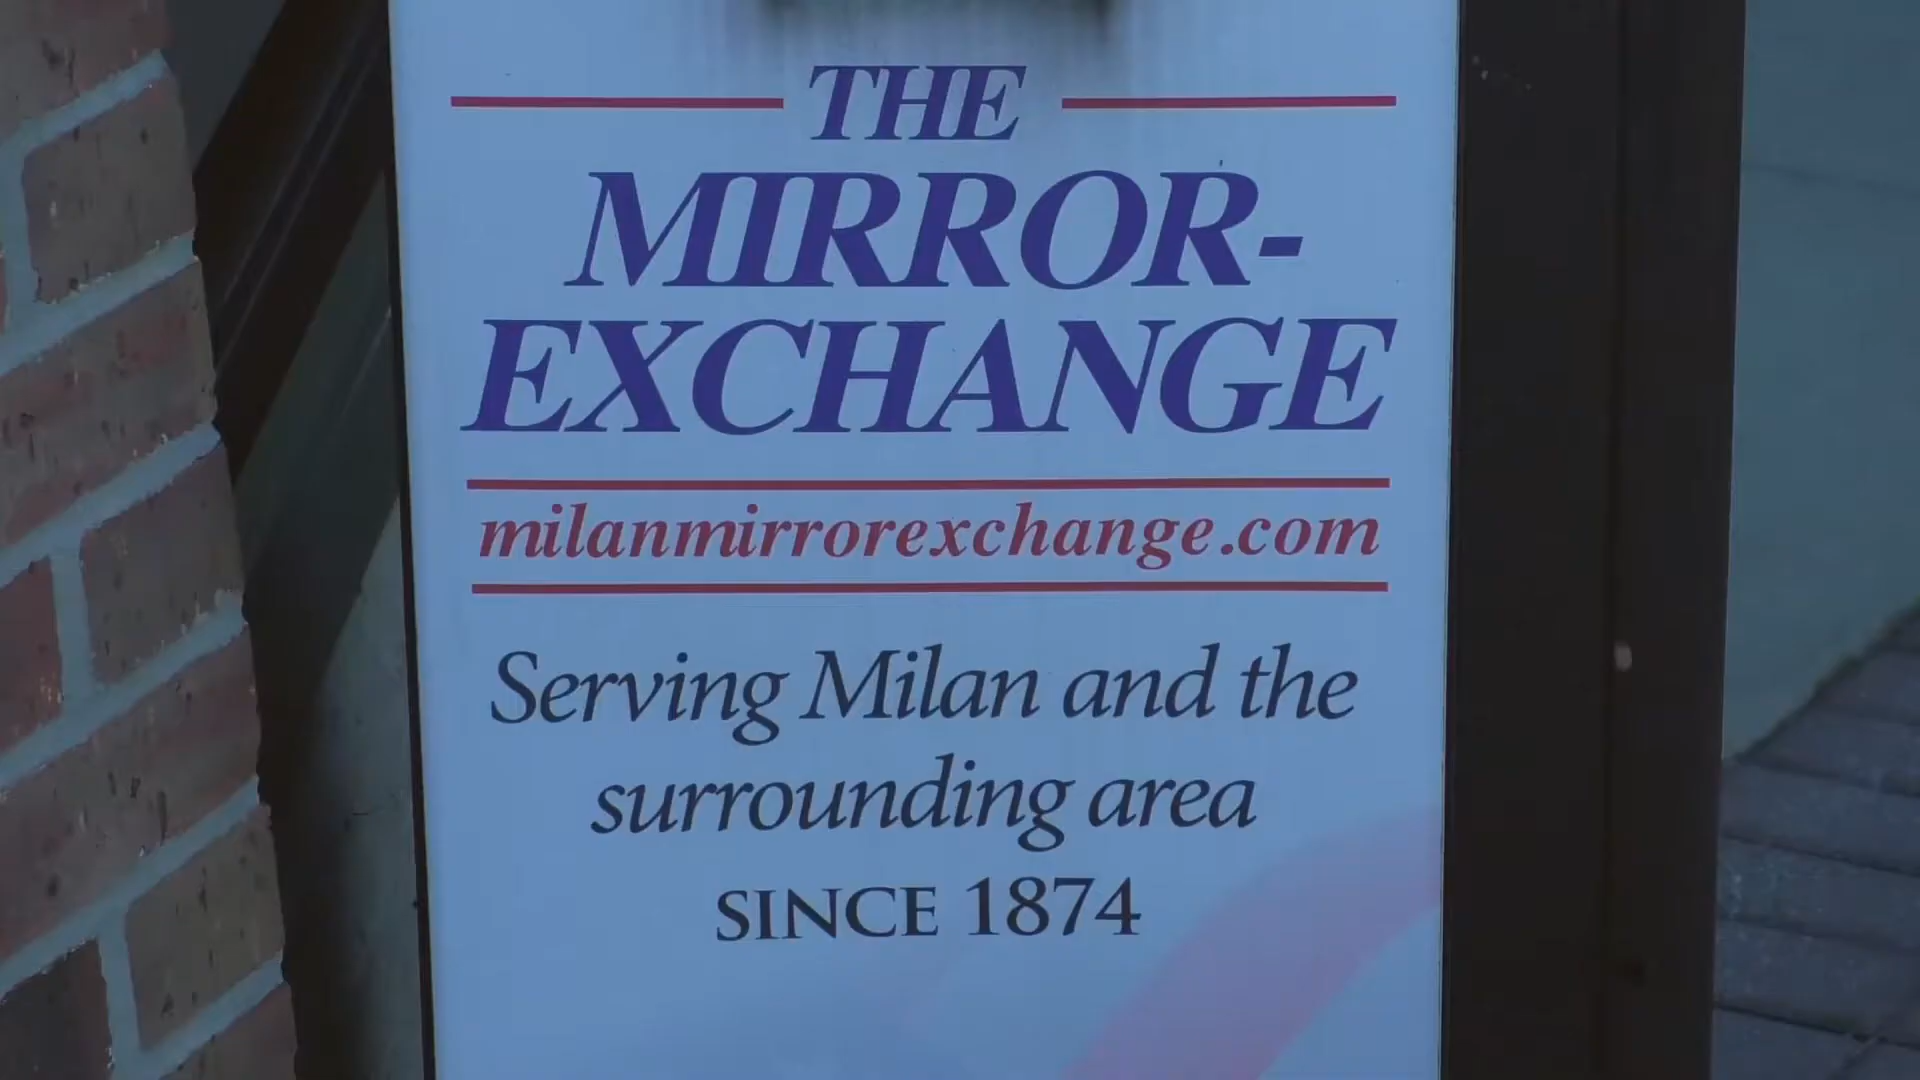 THE
MIRROR-
EXCHANGE
milanmirrorexchange.com
Serving Milan and the
surrounding area
SINCE 1874